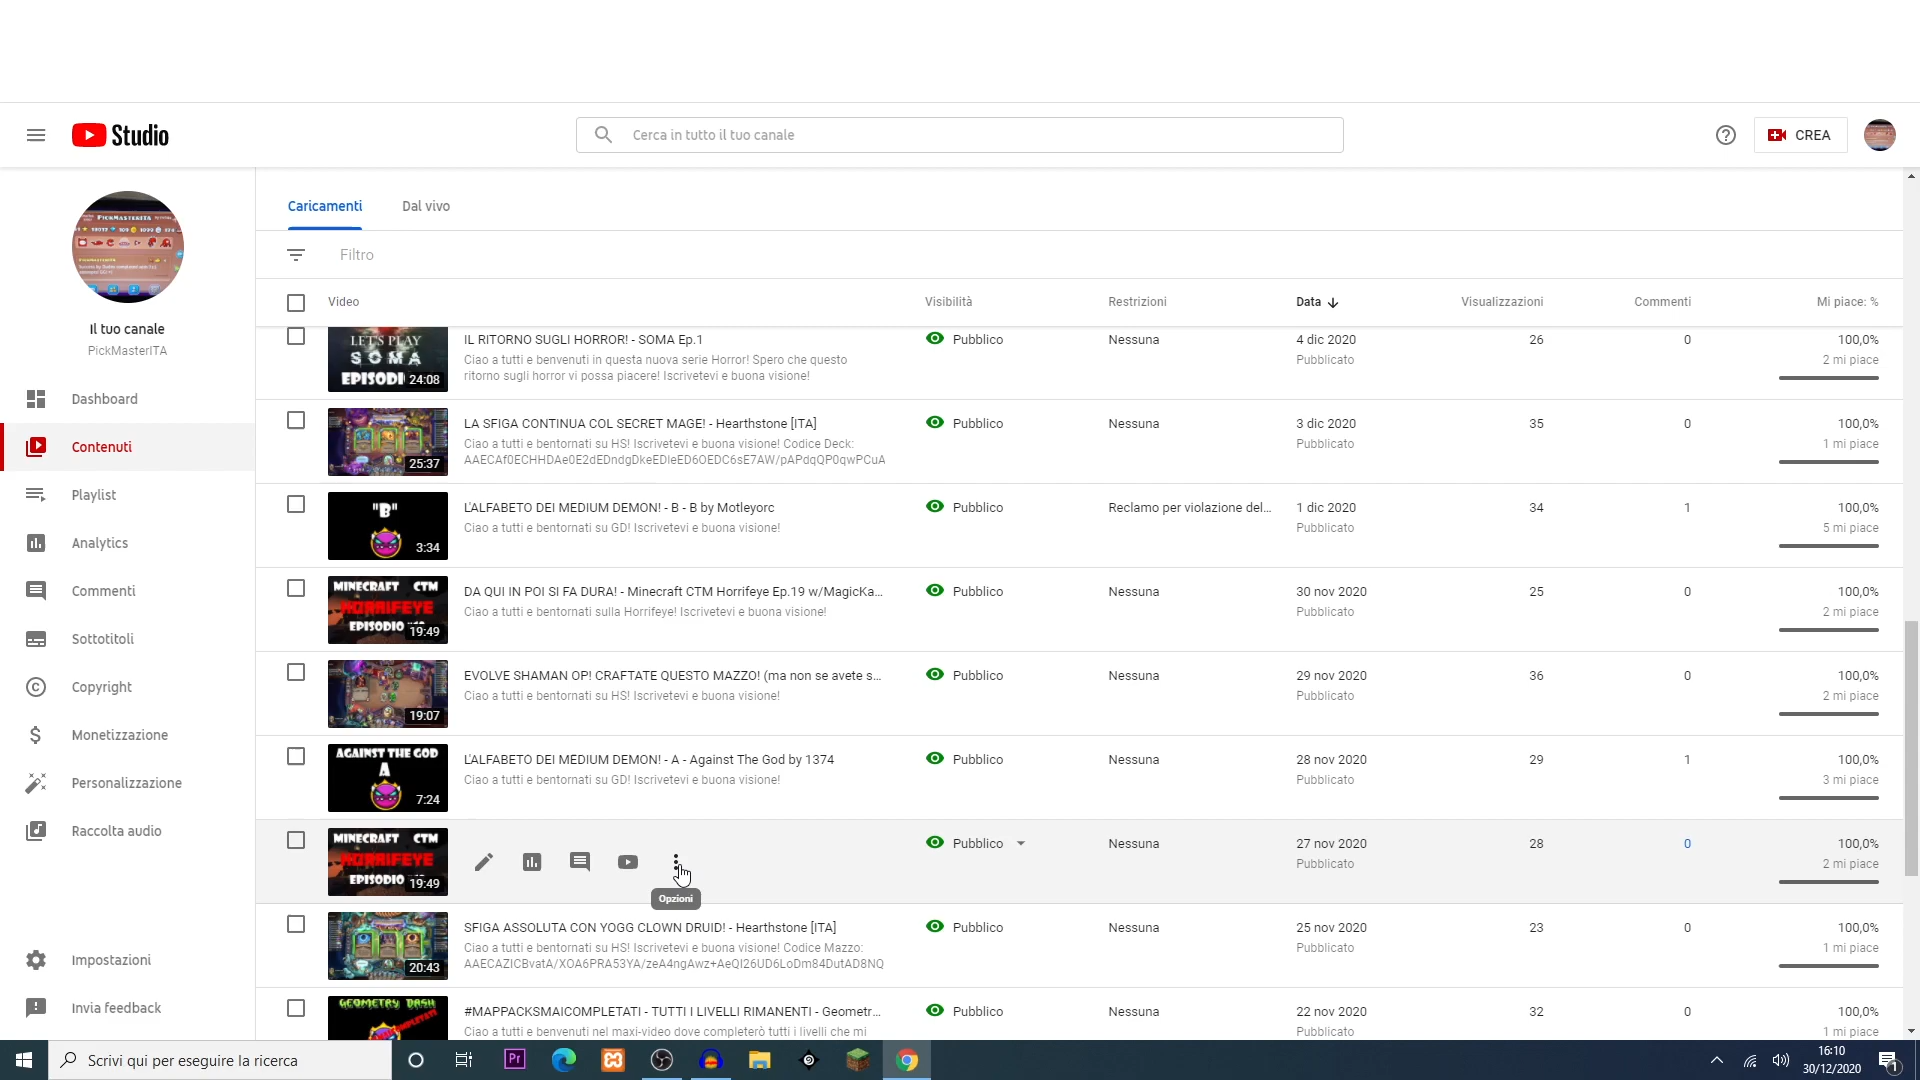 Studio
Cerca in tutto il tuo canale
CREA
PickMasterITA
Il tuo canale
PickMasterITA
Dashboard
Contenuti
Playlist
Analytics
Commenti
Sottotitoli
Copyright
Monetizzazione
Personalizzazione
Raccolta audio
Impostazioni
Invia feedback
Caricamenti
Dal vivo
Filtro
Video
Visibilità
Restrizioni
Data
Visualizzazioni
Commenti
Mi piace: %
LET'S PLAY
SOMA
EPISODI
24:08
IL RITORNO SUGLI HORROR! - SOMA Ep.1
Ciao a tutti e benvenuti in questa nuova serie Horror! Spero che questo
ritorno sugli horror vi possa piacere! Iscrivetevi e buona visione!
Pubblico
Nessuna
4 dic 2020
Pubblicato
26
0
100,0%
2 mi piace
25:37
LA SFIGA CONTINUA COL SECRET MAGE! - Hearthstone [ITA]
Ciao a tutti e bentornati su HS! Iscrivetevi e buona visione! Codice Deck:
AAECAf0ECHHDAe0E2dEDndgDkeEDleED6OEDC6sE7AW/pAPdqQP0qwPCuA
Pubblico
Nessuna
3 dic 2020
Pubblicato
35
0
100,0%
1 mi piace
"B"
3:34
L'ALFABETO DEI MEDIUM DEMON! - B - B by Motleyorc
Ciao a tutti e bentornati su GD! Iscrivetevi e buona visione!
Pubblico
Reclamo per violazione del...
1 dic 2020
Pubblicato
34
1
100,0%
5 mi piace
MINECRAFT CTM
HORRIFEYE
EPISODIO
19:49
DA QUI IN POI SI FA DURA! - Minecraft CTM Horrifeye Ep.19 w/MagicKa...
Ciao a tutti e bentornati sulla Horrifeye! Iscrivetevi e buona visione!
Pubblico
Nessuna
30 nov 2020
Pubblicato
25
0
100,0%
2 mi piace
19:07
EVOLVE SHAMAN OP! CRAFTATE QUESTO MAZZO! (ma non se avete s...
Ciao a tutti e bentornati su HS! Iscrivetevi e buona visione!
Pubblico
Nessuna
29 nov 2020
Pubblicato
36
0
100,0%
2 mi piace
AGAINST THE GOD
A
7:24
L'ALFABETO DEI MEDIUM DEMON! - A - Against The God by 1374
Ciao a tutti e bentornati su GD! Iscrivetevi e buona visione!
Pubblico
Nessuna
28 nov 2020
Pubblicato
29
1
100,0%
3 mi piace
MINECRAFT CTM
HORRIFEYE
EPISODIO
19:49
Opzioni
Pubblico
Nessuna
27 nov 2020
Pubblicato
28
0
100,0%
2 mi piace
20:43
SFIGA ASSOLUTA CON YOGG CLOWN DRUID! - Hearthstone [ITA]
Ciao a tutti e bentornati su HS! Iscrivetevi e buona visione! Codice Mazzo:
AAECAZICBvatA/XOA6PRA53YA/zeA4ngAwz+AeQI26UD6LoDm84DutAD8NQ
Pubblico
Nessuna
25 nov 2020
Pubblicato
23
0
100,0%
1 mi piace
GEOMETRY DASH
#MAPPACKSMAICOMPLETATI - TUTTI I LIVELLI RIMANENTI - Geometr...
Ciao a tutti e benvenuti nel maxi-video dove completerò tutti i livelli che mi
Pubblico
Nessuna
22 nov 2020
Pubblicato
32
0
100,0%
1 mi piace
Scrivi qui per eseguire la ricerca
Pr
16:10
30/12/2020
1